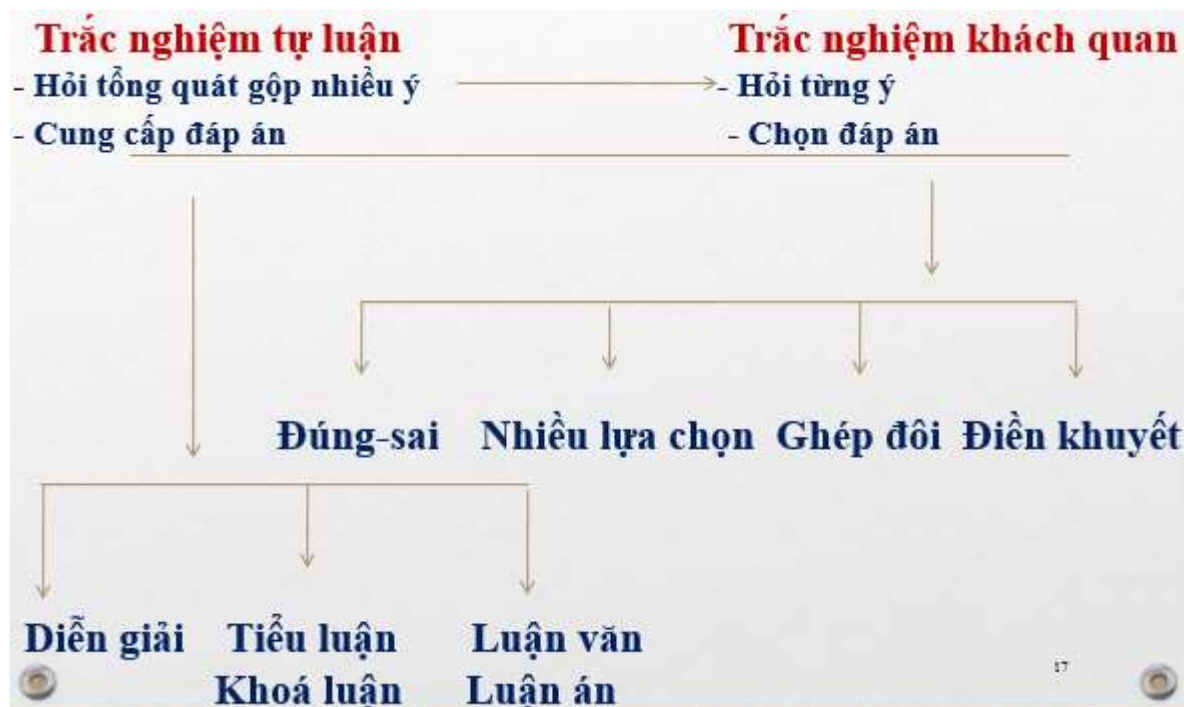 Trắc nghiệm tự luận
- Hỏi tổng quát gộp nhiều ý
- Cung cấp đáp án
Trắc nghiệm khách quan
- Hỏi từng ý
- Chọn đáp án
Đúng-sai Nhiều lựa chọn Ghép đôi Điền khuyết
Diễn giải Tiểu luận Luận văn
Khoá luận Luận án
17